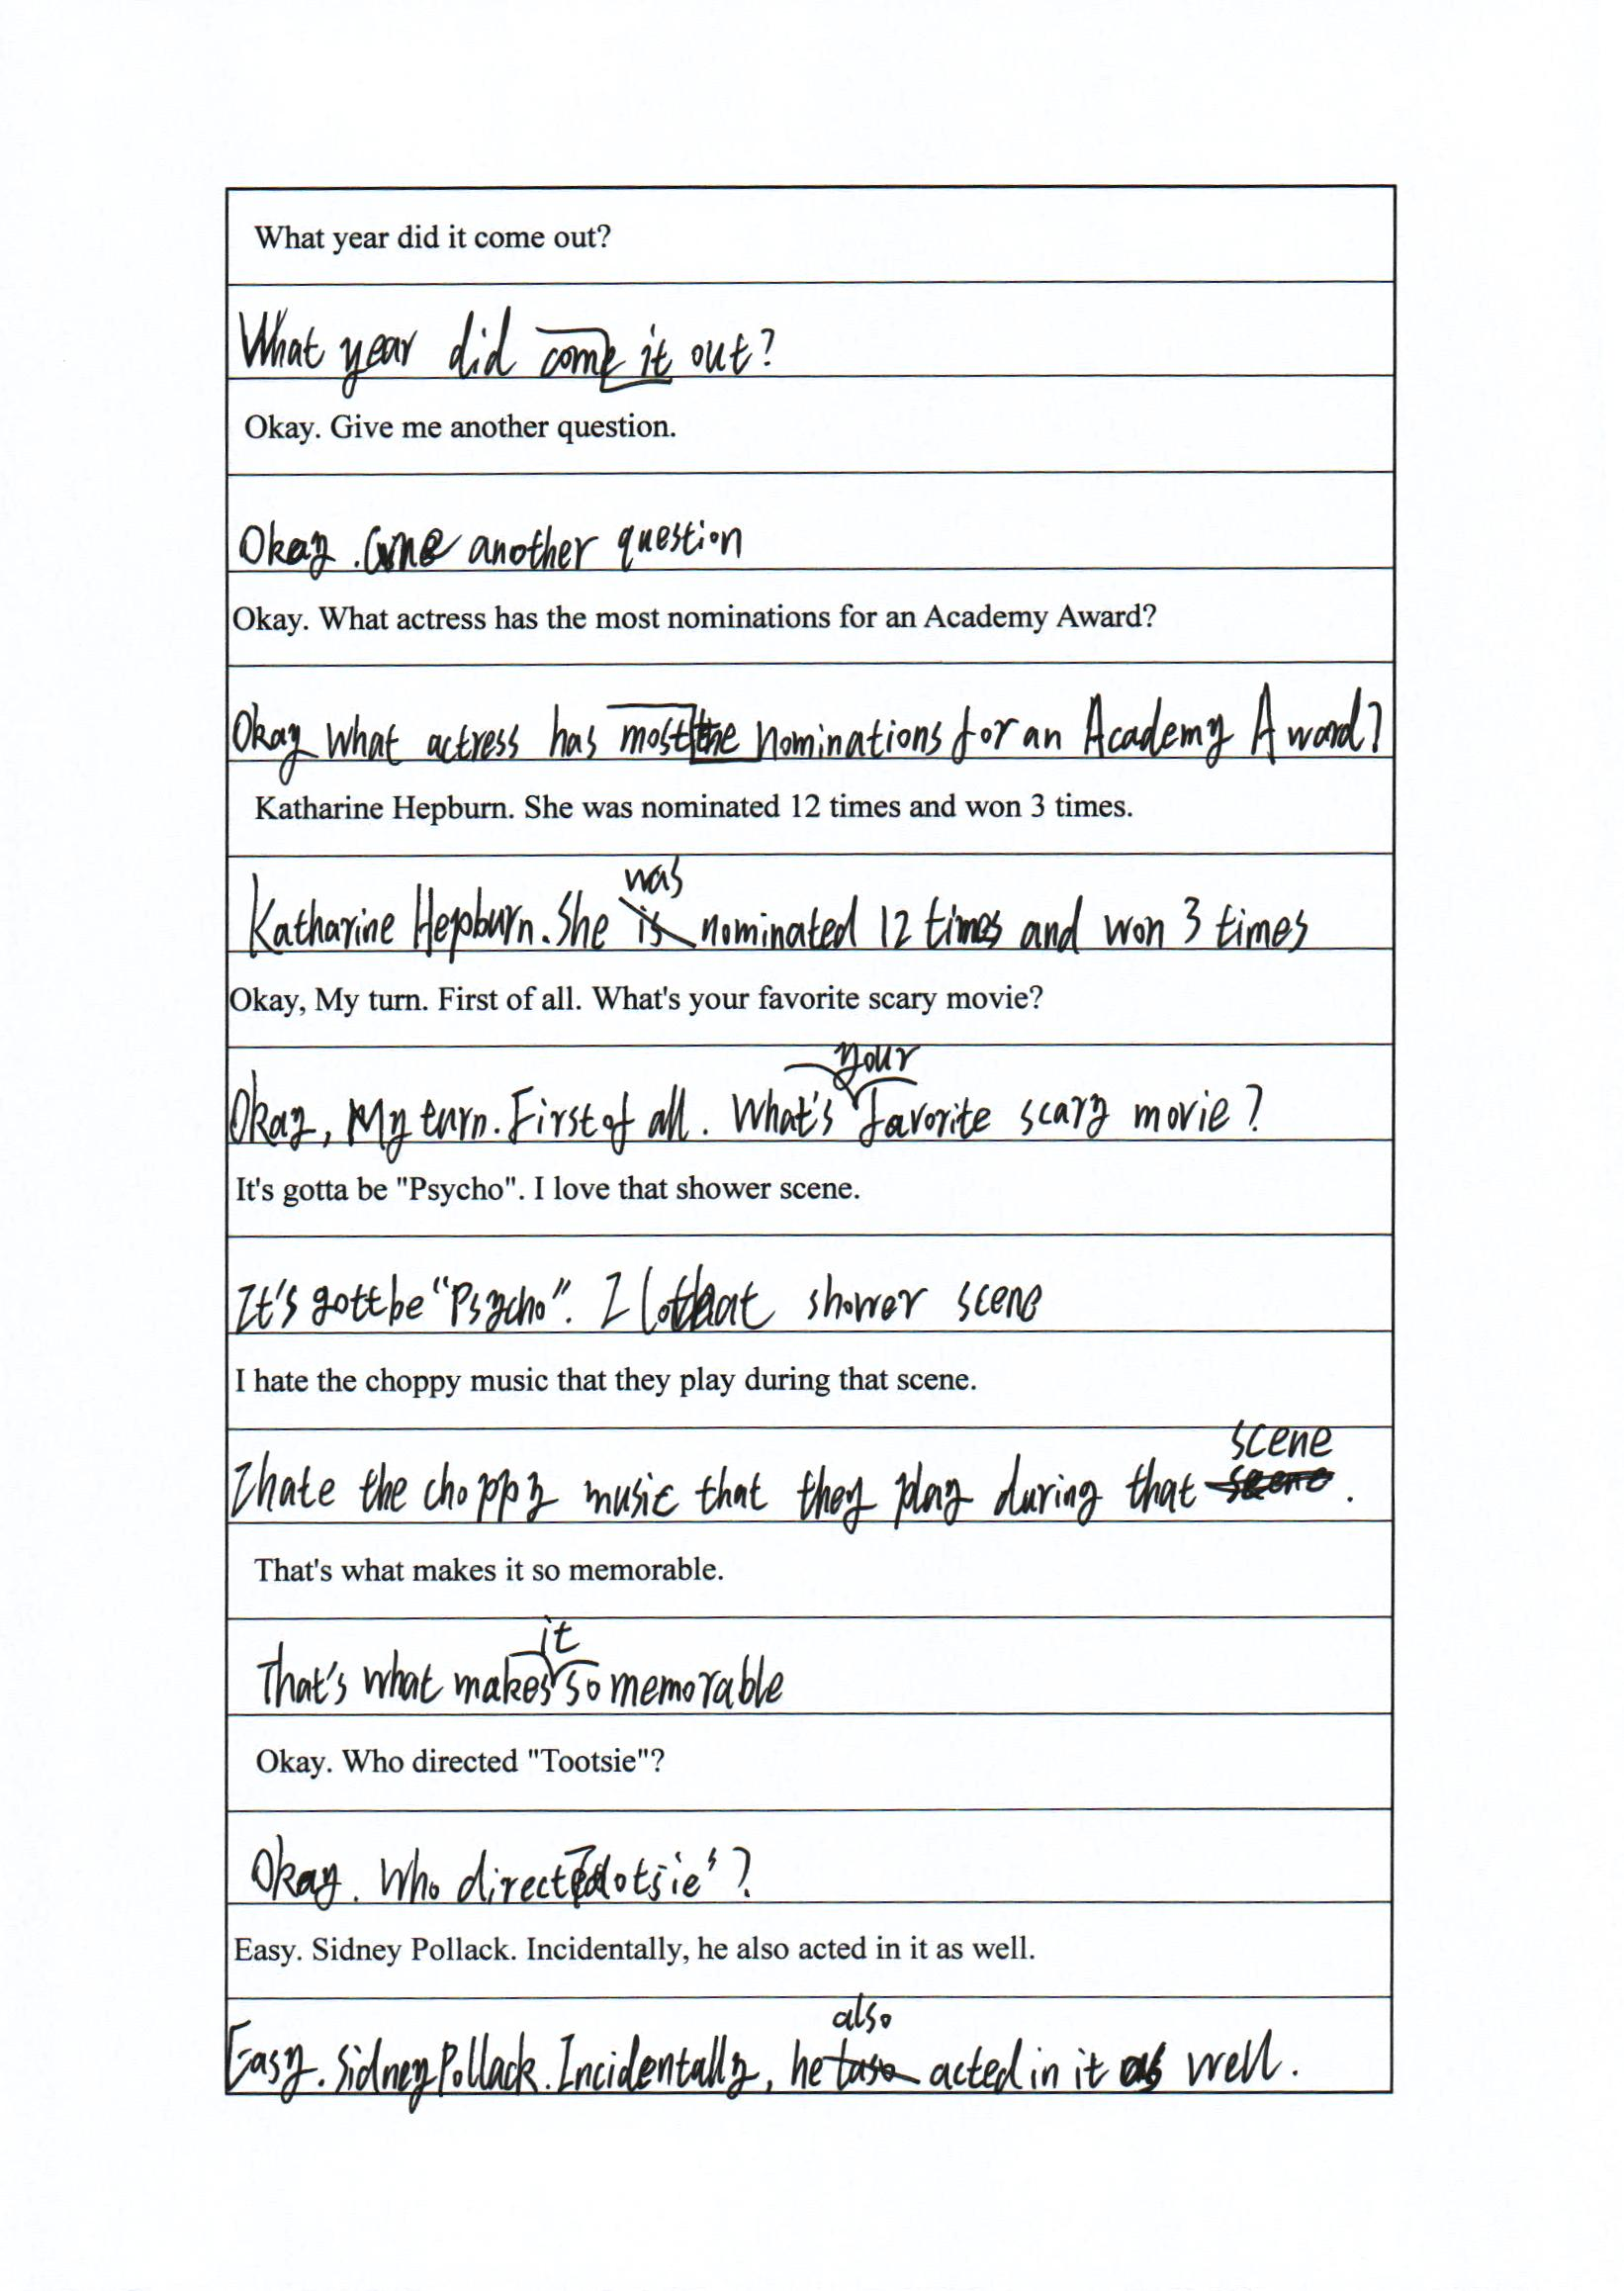 What year did it come out?
What year did come it out?
Okay. Give me another question.
Okay. another question
Okay. What actress has the most nominations for an Academy Award?
Okay what actress has most the nominations for an Academy Award?
Katharine Hepburn. She was nominated 12 times and won 3 times.
was
Katharine Hepburn. She is nominated 12 times and won 3 times
Okay, My turn. First of all. What's your favorite scary movie?
your
Okay, My turn. First of all. What's favorite scary movie?
It's gotta be "Psycho". I love that shower scene.
It's gott be "Psycho". I that shower scene
I hate the choppy music that they play during that scene.
scene
I hate the choppy music that they play during that scene.
That's what makes it so memorable.
it
That's what makes so memorable
Okay. Who directed "Tootsie"?
Okay. Who directed Tootsie"?
Easy. Sidney Pollack. Incidentally, he also acted in it as well.
also
Easy. Sidney Pollack. Incidentally, he acted in it as well.